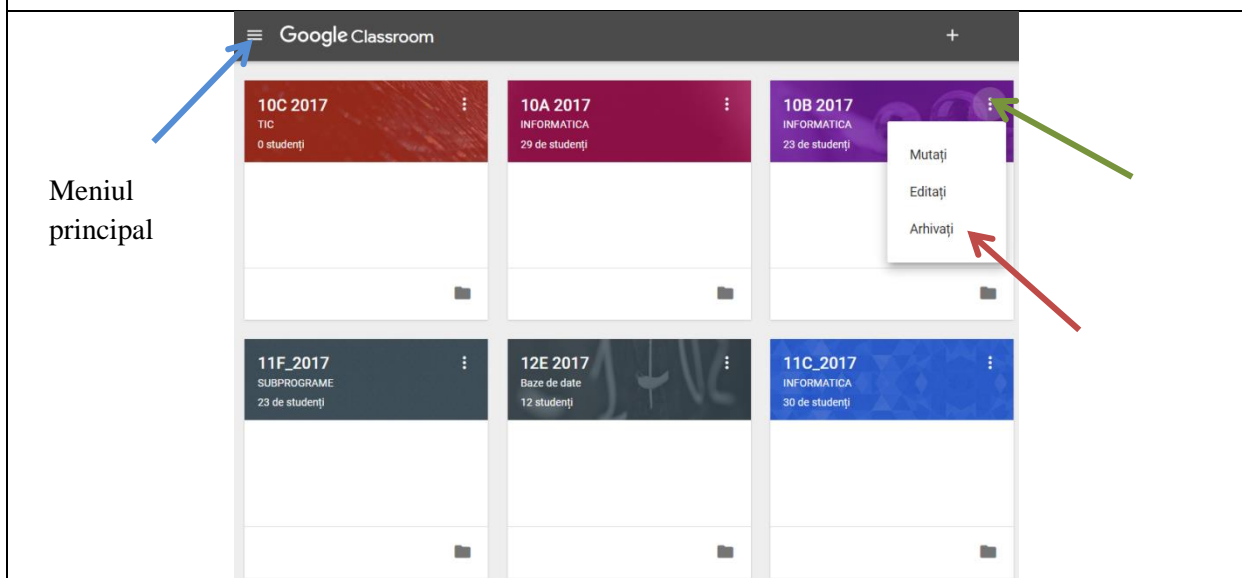 Google Classroom
+
10C 2017
TIC
0 studenți
10A 2017
INFORMATICA
29 de studenți
10B 2017
INFORMATICA
23 de studenți
Mutați
Editați
Arhivați
Meniul
principal
11F_2017
SUBPROGRAME
23 de studenți
12E 2017
Baze de date
12 studenți
11C_2017
INFORMATICA
30 de studenți